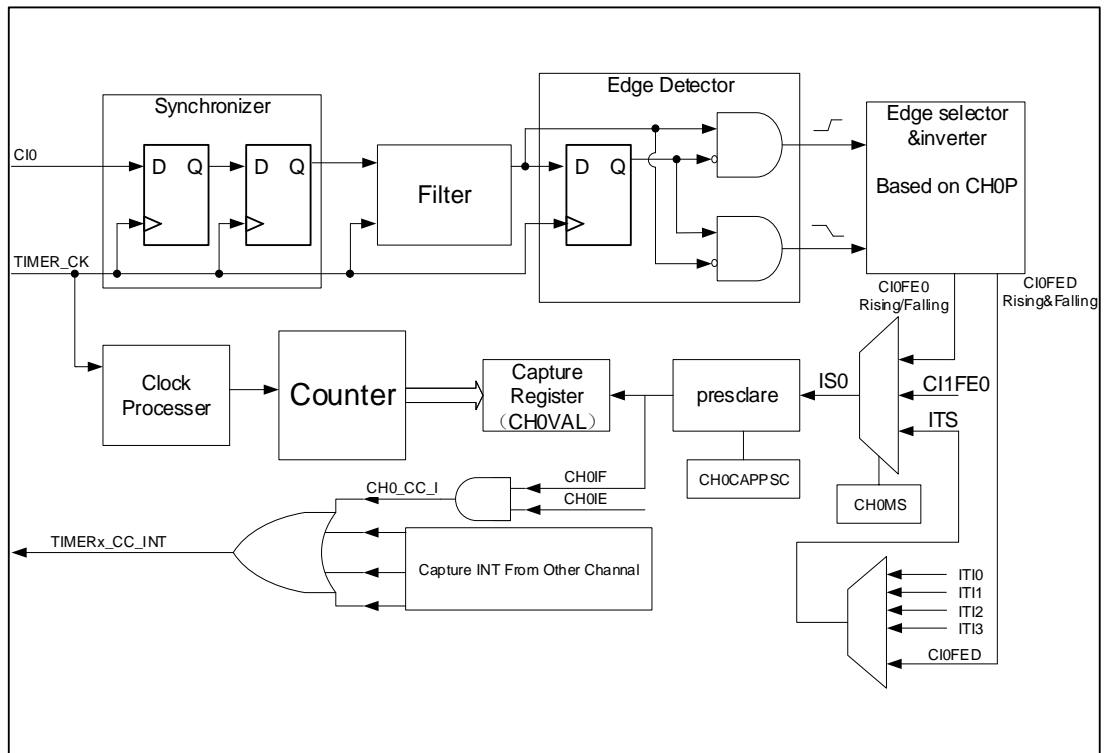 Synchronizer
Edge Detector
Edge selector
&inverter
Based on CH0P
CI0
D Q
D Q
Filter
D Q
TIMER_CK
CI0FE0
Rising/Falling
CI0FED
Rising&Falling
Clock
Processer
Counter
Capture
Register
（CH0VAL）
presclare
IS0
CI1FE0
ITS
CH0CAPPSC
CH0MS
CH0_CC_I
CH0IF
CH0IE
TIMERx_CC_INT
Capture INT From Other Channel
ITI0
ITI1
ITI2
ITI3
CI0FED